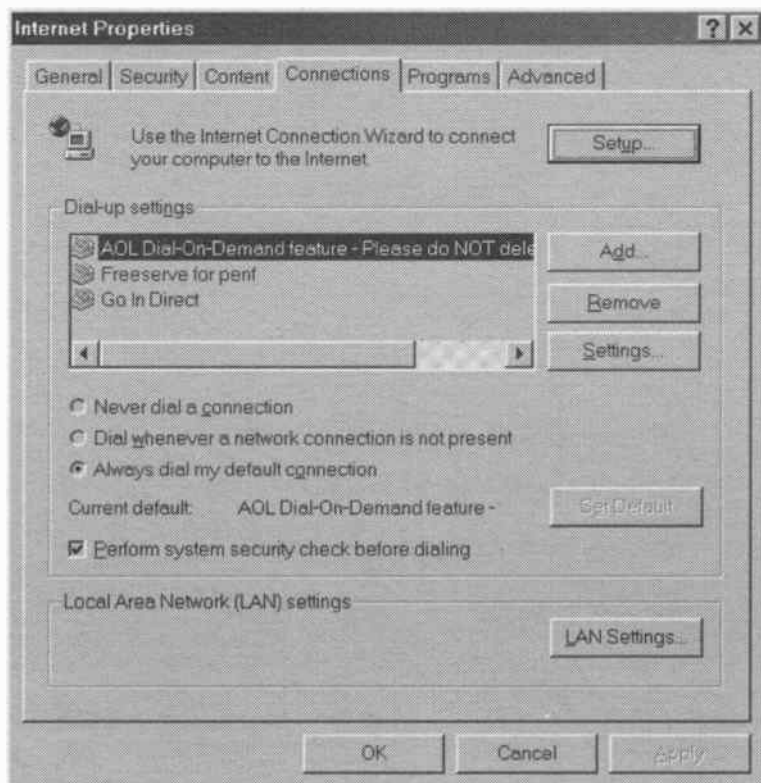 Internet Properties
General Security Content Connections Programs Advanced
Use the Internet Connection Wizard to connect
your computer to the Internet.
Setup...
Dial-up settings
AOL Dial-On-Demand feature - Please do NOT dele
Freeserve for penf
Go In Direct
Add...
Remove
Settings...
Never dial a connection
Dial whenever a network connection is not present
Always dial my default connection
Current default: AOL Dial-On-Demand feature -
Set Default
Perform system security check before dialing
Local Area Network (LAN) settings
LAN Settings...
OK Cancel Apply